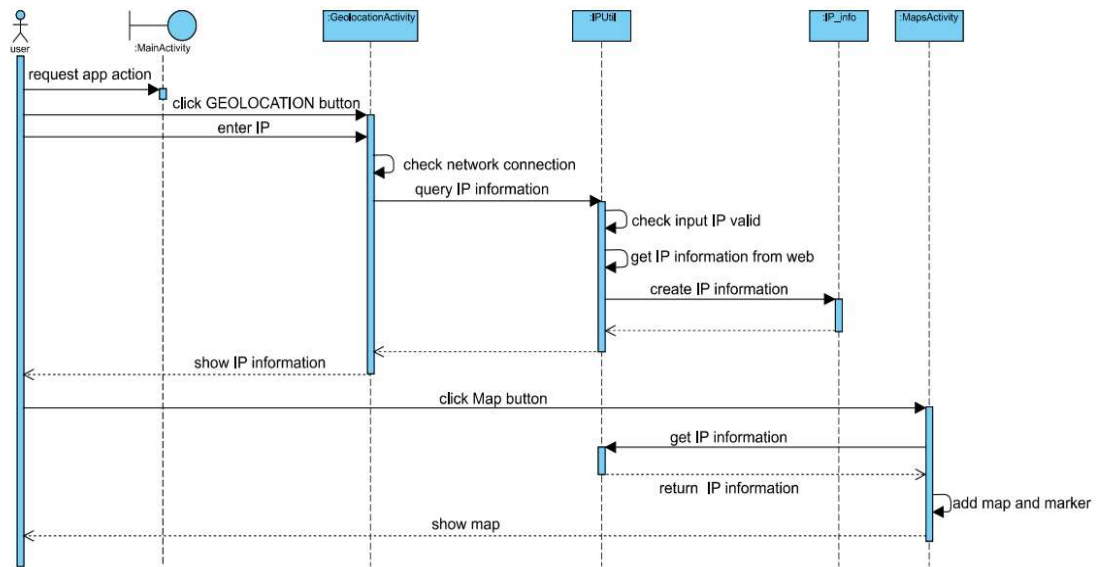 :GeolocationActivity
:IPUtil
:IP_info
:MapsActivity
user
:MainActivity
request app action
click GEOLOCATION button
enter IP
check network connection
query IP information
check input IP valid
get IP information from web
create IP information
show IP information
click Map button
get IP information
return IP information
add map and marker
show map